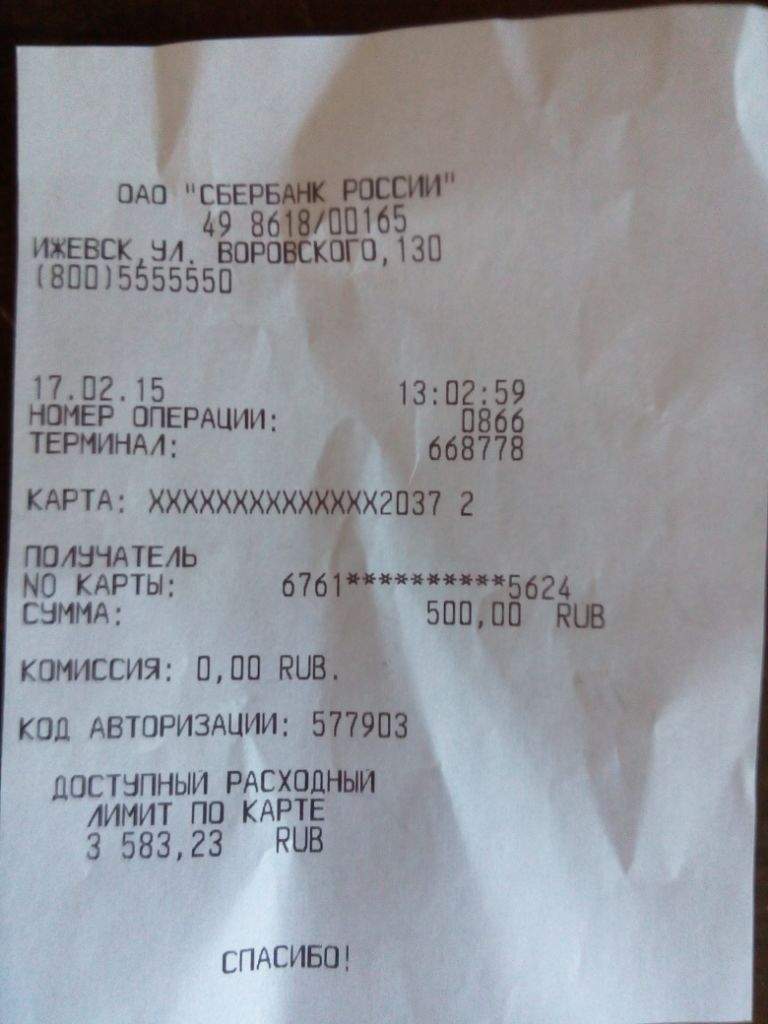 ОАО "СБЕРБАНК РОССИИ"
49 8618/00165
ИЖЕВСК,УЛ. ВОРОВСКОГО,130
(800)5555550
17.02.15 13:02:59
НОМЕР ОПЕРАЦИИ: 0866
ТЕРМИНАЛ: 668778
КАРТА: XXXXXXXXXXXXXX2037 2
ПОЛУЧАТЕЛЬ
NO КАРТЫ: 6761**********5624
СУММА: 500,00 RUB
КОМИССИЯ: 0,00 RUB.
КОД АВТОРИЗАЦИИ: 577903
ДОСТУПНЫЙ РАСХОДНЫЙ
ЛИМИТ ПО КАРТЕ
3 583,23 RUB
СПАСИБО!